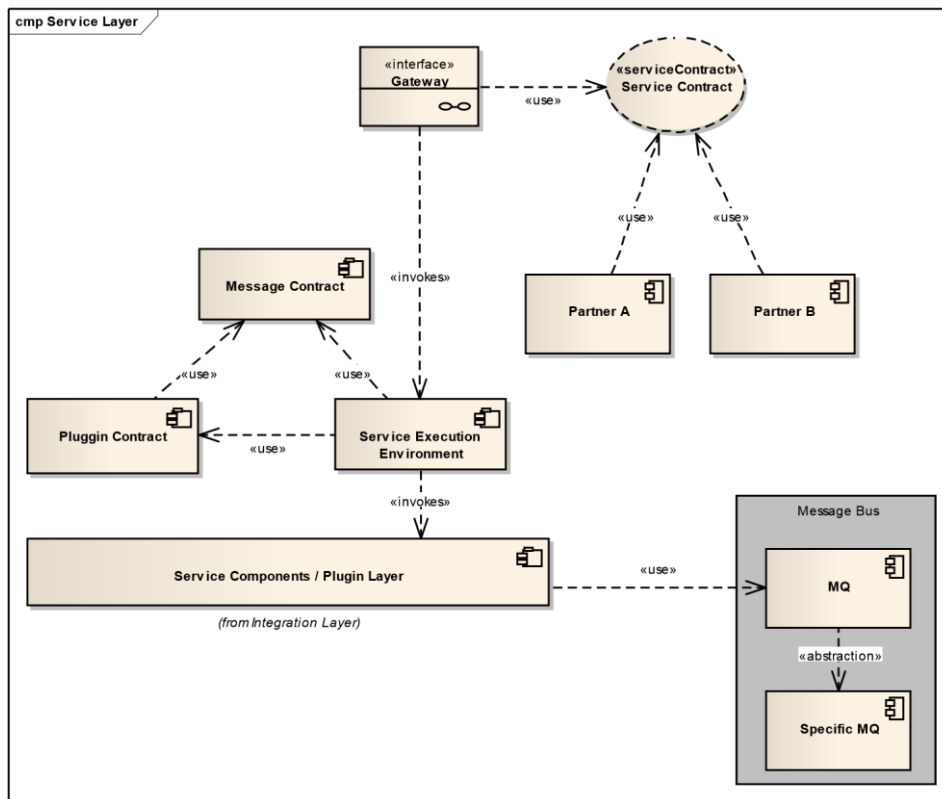 cmp Service Layer
«interface»
Gateway
«use»
«serviceContract»
Service Contract
«use»
«use»
Partner A
Partner B
«invokes»
Message Contract
«use»
«use»
Pluggin Contract
«use»
Service Execution
Environment
«invokes»
Service Components / Plugin Layer
(from Integration Layer)
«use»
Message Bus
MQ
«abstraction»
Specific MQ